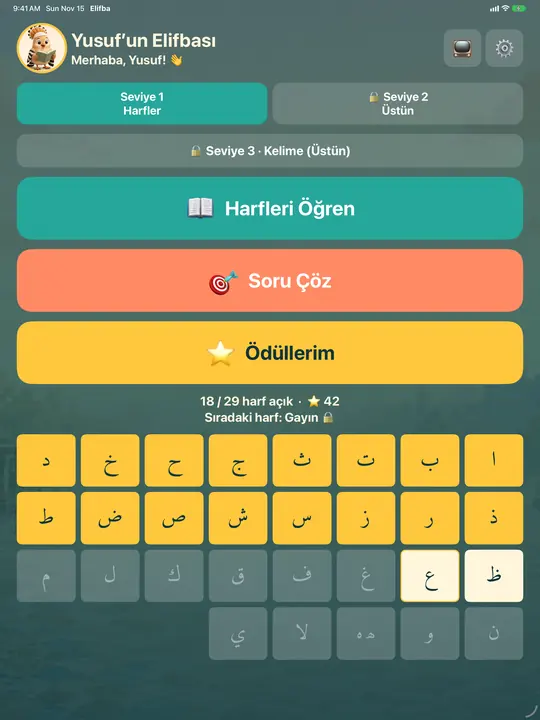 9:41 AM Sun Nov 15 Elifba
Yusuf’un Elifbası
Merhaba, Yusuf! 👋
Seviye 1
Harfler
🔒 Seviye 2
Üstün
🔒 Seviye 3 · Kelime (Üstün)
📖 Harfleri Öğren
🎯 Soru Çöz
⭐ Ödüllerim
18 / 29 harf açık · ⭐ 42
Sıradaki harf: Gayın 🔒
ا ب ت ث ج ح خ د
ذ ر ز س ش ص ض ط
ظ ع غ ف ق ك ل م
ن و هه لا ي